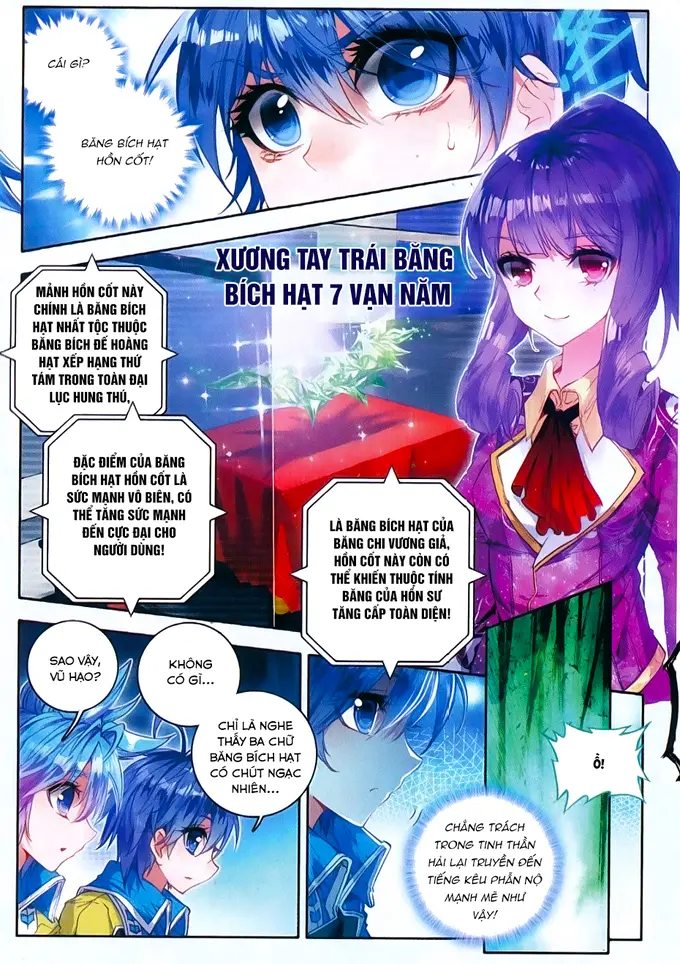 CÁI GÌ?
BĂNG BÍCH HẠT
HỒN CỐT!
XƯƠNG TAY TRÁI BĂNG
BÍCH HẠT 7 VẠN NĂM
MẢNH HỒN CỐT NÀY
CHÍNH LÀ BĂNG BÍCH
HẠT NHẤT TỘC THUỘC
BĂNG BÍCH ĐẾ HOÀNG
HẠT XẾP HẠNG THỨ
TÁM TRONG TOÀN ĐẠI
LỤC HUNG THÚ,
ĐẶC ĐIỂM CỦA BĂNG
BÍCH HẠT HỒN CỐT LÀ
SỨC MẠNH VÔ BIÊN, CÓ
THỂ TĂNG SỨC MẠNH
ĐẾN CỰC ĐẠI CHO
NGƯỜI DÙNG!
LÀ BĂNG BÍCH HẠT CỦA
BĂNG CHI VƯƠNG GIẢ,
HỒN CỐT NÀY CÒN CÓ
THỂ KHIẾN THUỘC TÍNH
BĂNG CỦA HỒN SƯ
TĂNG CẤP TOÀN DIỆN!
SAO VẬY,
VŨ HẠO?
KHÔNG
CÓ GÌ...
CHỈ LÀ NGHE
THẤY BA CHỮ
BĂNG BÍCH HẠT
CÓ CHÚT NGẠC
NHIÊN...
Ồ!
CHẲNG TRÁCH
TRONG TINH THẦN
HẢI LẠI TRUYỀN ĐẾN
TIẾNG KÊU PHẪN NỘ
MẠNH MẼ NHƯ
VẬY!